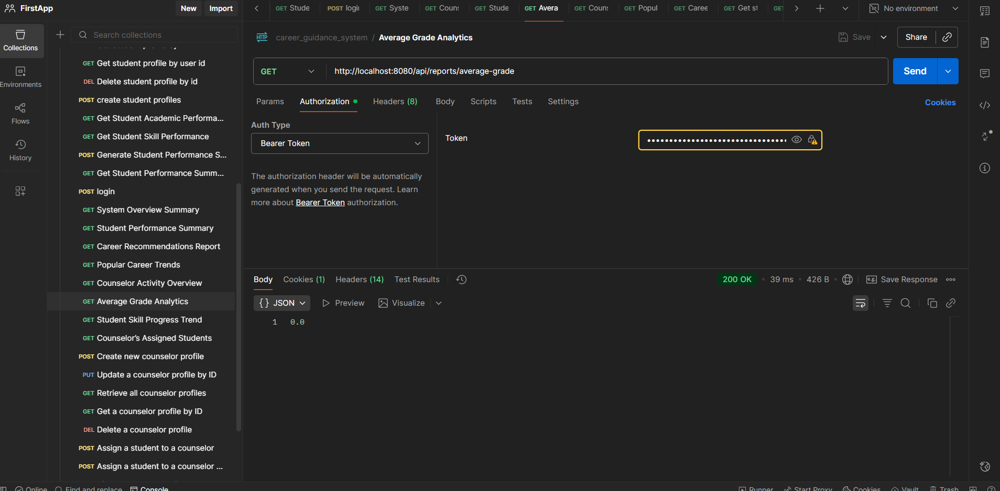 FirstApp
New
Import
GET Stude
POST logi
GET Syste
GET Couns
GET Stude
GET Avera
GET Couns
GET Popul
GET Caree
GET Get st
GET
No environment
Collections
Environments
Flows
History
Search collections
GET Get student profile by user id
DEL Delete student profile by id
POST create student profiles
GET Get Student Academic Performa...
GET Get Student Skill Performance
POST Generate Student Performance S...
GET Get Student Performance Summ...
POST login
GET System Overview Summary
GET Student Performance Summary
GET Career Recommendations Report
GET Popular Career Trends
GET Counselor Activity Overview
GET Average Grade Analytics
GET Student Skill Progress Trend
GET Counselor’s Assigned Students
POST Create new counselor profile
PUT Update a counselor profile by ID
GET Retrieve all counselor profiles
GET Get a counselor profile by ID
DEL Delete a counselor profile
POST Assign a student to a counselor
POST Assign a student to a counselor ...
HTTP career_guidance_system / Average Grade Analytics
Save
Share
GET http://localhost:8080/api/reports/average-grade
Send
Params Authorization Headers (8) Body Scripts Tests Settings
Cookies
Auth Type
Bearer Token
The authorization header will be automatically
generated when you send the request. Learn
more about Bearer Token authorization.
Token
Body Cookies (1) Headers (14) Test Results
200 OK • 39 ms • 426 B
e.g. Save Response
{} JSON
Preview
Visualize
1 0.0
Online
Find and replace
Console
Runner
Start Proxy
Cookies
Vault
Trash